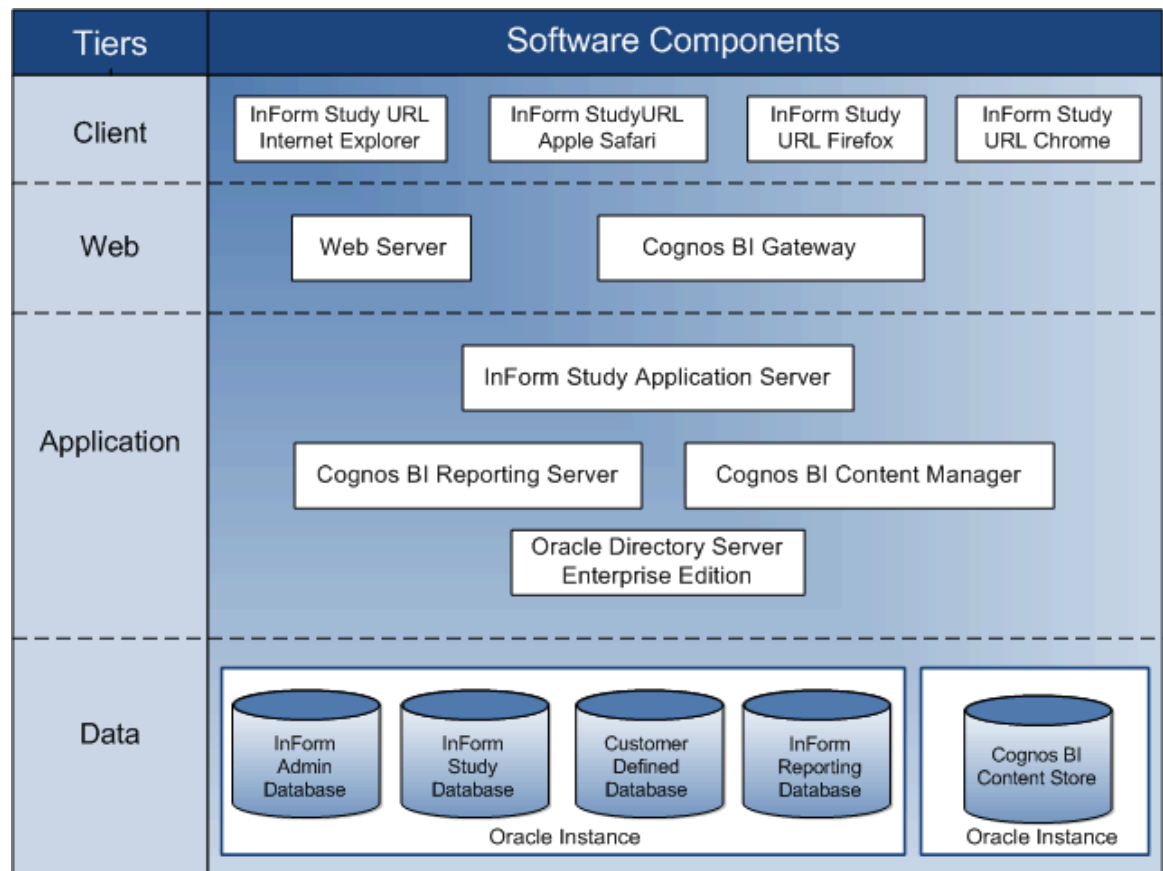 Tiers
Software Components
Client
InForm Study URL
Internet Explorer
InForm StudyURL
Apple Safari
InForm Study
URL Firefox
InForm Study
URL Chrome
Web
Web Server
Cognos BI Gateway
Application
InForm Study Application Server
Cognos BI Reporting Server
Cognos BI Content Manager
Oracle Directory Server
Enterprise Edition
Data
InForm
Admin
Database
InForm
Study
Database
Customer
Defined
Database
InForm
Reporting
Database
Oracle Instance
Cognos BI
Content Store
Oracle Instance